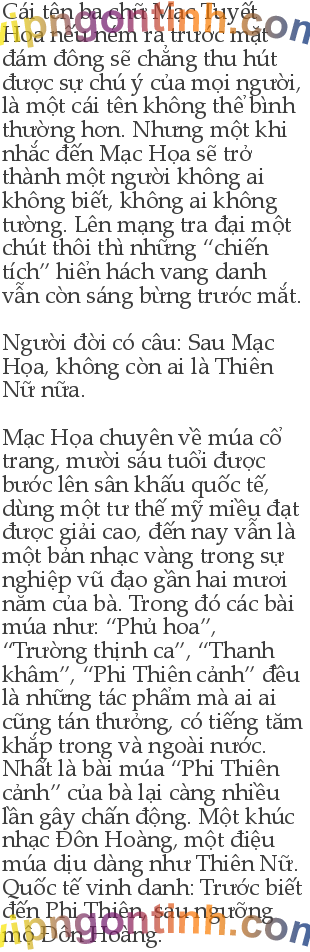 Cái tên ba chữ Mạc Tuyết
Họa nếu ném ra trước mặt
đám đông sẽ chẳng thu hút
được sự chú ý của mọi người,
là một cái tên không thể bình
thường hơn. Nhưng một khi
nhắc đến Mạc Họa sẽ trở
thành một người không ai
không biết, không ai không
tường. Lên mạng tra đại một
chút thôi thì những “chiến
tích” hiển hách vang danh
vẫn còn sáng bừng trước mắt.

Người đời có câu: Sau Mạc
Họa, không còn ai là Thiên
Nữ nữa.

Mạc Họa chuyên về múa cổ
trang, mười sáu tuổi được
bước lên sân khấu quốc tế,
dùng một tư thế mỹ miều đạt
được giải cao, đến nay vẫn là
một bản nhạc vàng trong sự
nghiệp vũ đạo gần hai mươi
năm của bà. Trong đó các bài
múa như: “Phủ hoa”,
“Trường thịnh ca”, “Thanh
khâm”, “Phi Thiên cảnh” đều
là những tác phẩm mà ai ai
cũng tán thưởng, có tiếng tăm
khắp trong và ngoài nước.
Nhất là bài múa “Phi Thiên
cảnh” của bà lại càng nhiều
lần gây chấn động. Một khúc
nhạc Đôn Hoàng, một điệu
múa dịu dàng như Thiên Nữ.
Quốc tế vinh danh: Trước biết
đến Phi Thiên, sau ngưỡng
mộ Đôn Hoàng.
vipngontinh.com
vipngontinh.com